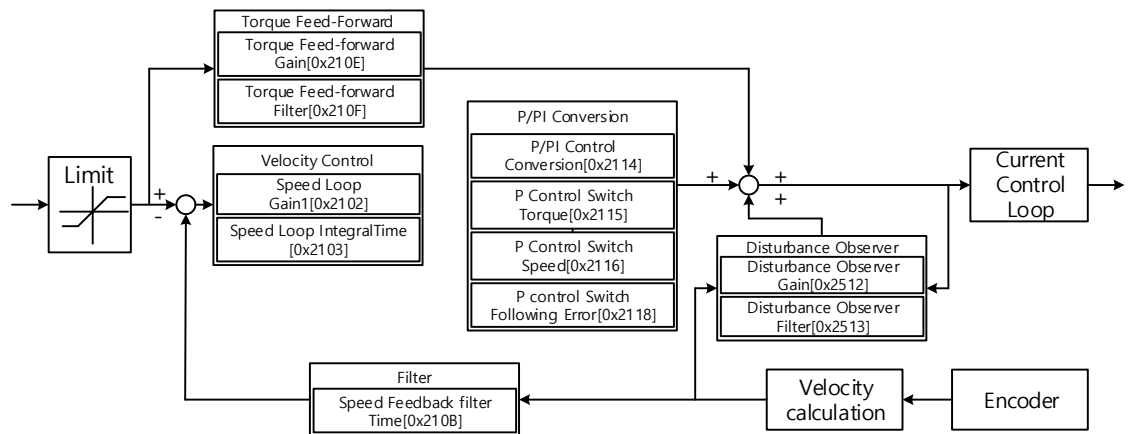 Torque Feed-Forward
Torque Feed-forward
Gain[0x210E]
Torque Feed-forward
Filter[0x210F]
P/PI Conversion
P/PI Control
Conversion[0x2114]
P Control Switch
Torque[0x2115]
P Control Switch
Speed[0x2116]
P control Switch
Following Error[0x2118]
Limit
+
-
Velocity Control
Speed Loop
Gain1[0x2102]
Speed Loop IntegralTime
[0x2103]
+
+
+
Current
Control
Loop
Disturbance Observer
Disturbance Observer
Gain[0x2512]
Disturbance Observer
Filter[0x2513]
Filter
Speed Feedback filter
Time[0x210B]
Velocity
calculation
Encoder